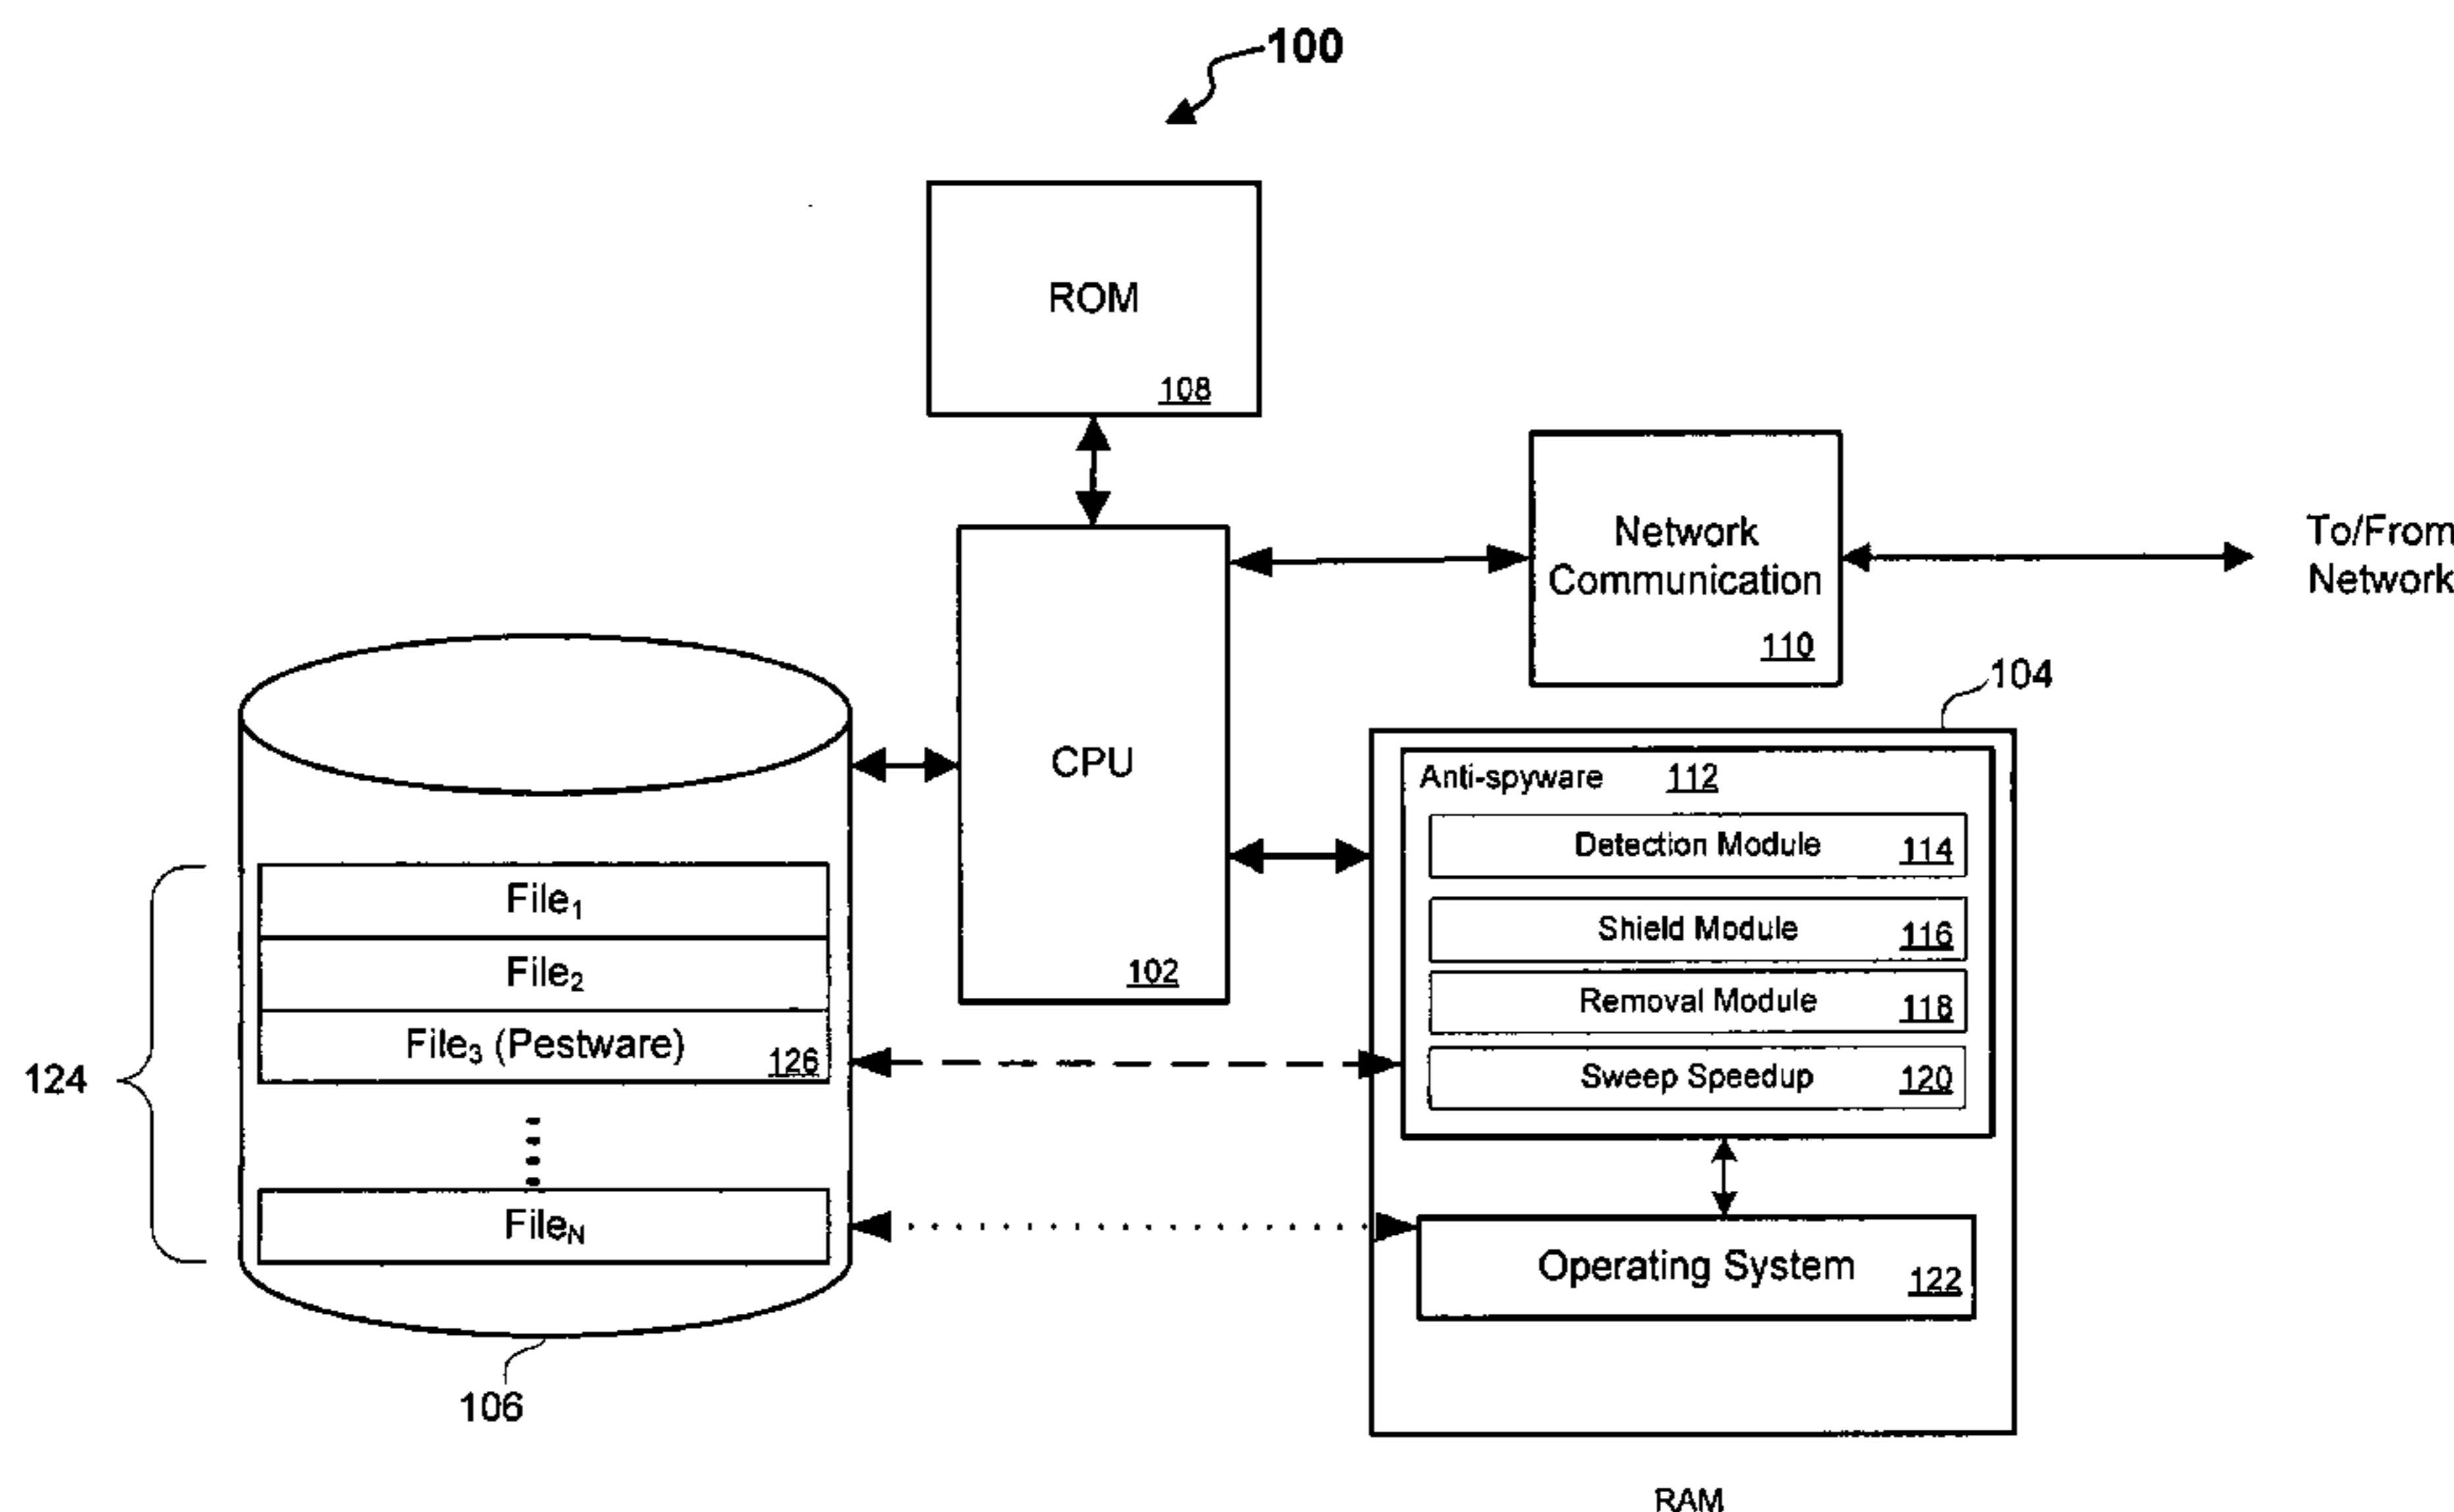 100
ROM
108
Network
Communication
110
To/From
Network
104
CPU
102
Anti-spyware 112
Detection Module 114
Shield Module 116
Removal Module 118
Sweep Speedup 120
Operating System 122
File1
File2
File3 (Pestware) 126
FileN
124
106
RAM